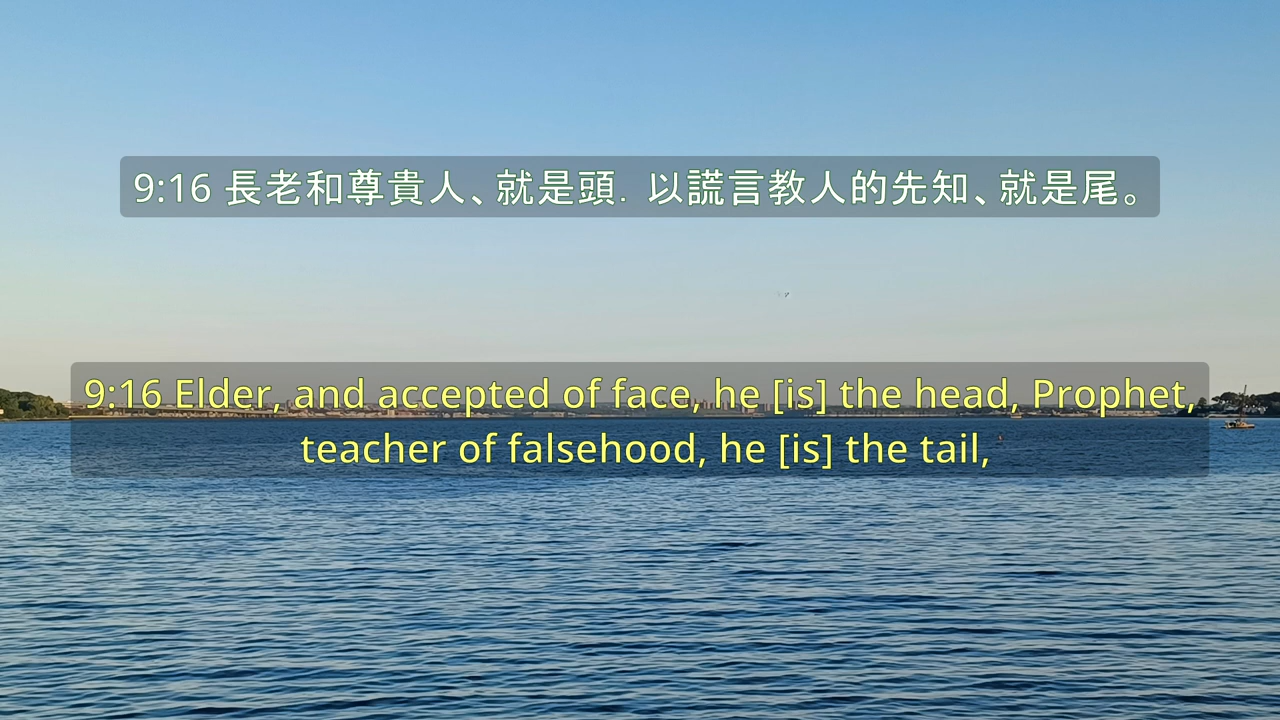 9:16 長老和尊貴人、就是頭．以謊言教人的先知、就是尾。
9:16 Elder, and accepted of face, he [is] the head, Prophet,
teacher of falsehood, he [is] the tail,